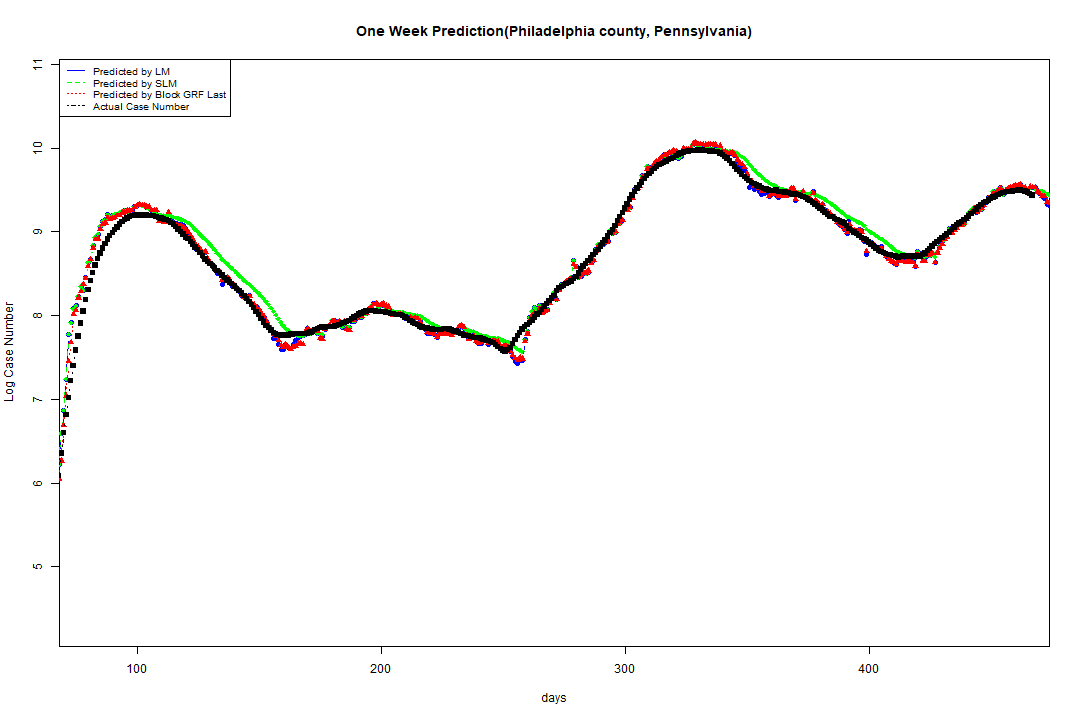 One Week Prediction(Philadelphia county, Pennsylvania)
Predicted by LM
Predicted by SLM
Predicted by Block GRF Last
Actual Case Number
11
10
9
8
7
6
5
Log Case Number
100 200 300 400
days